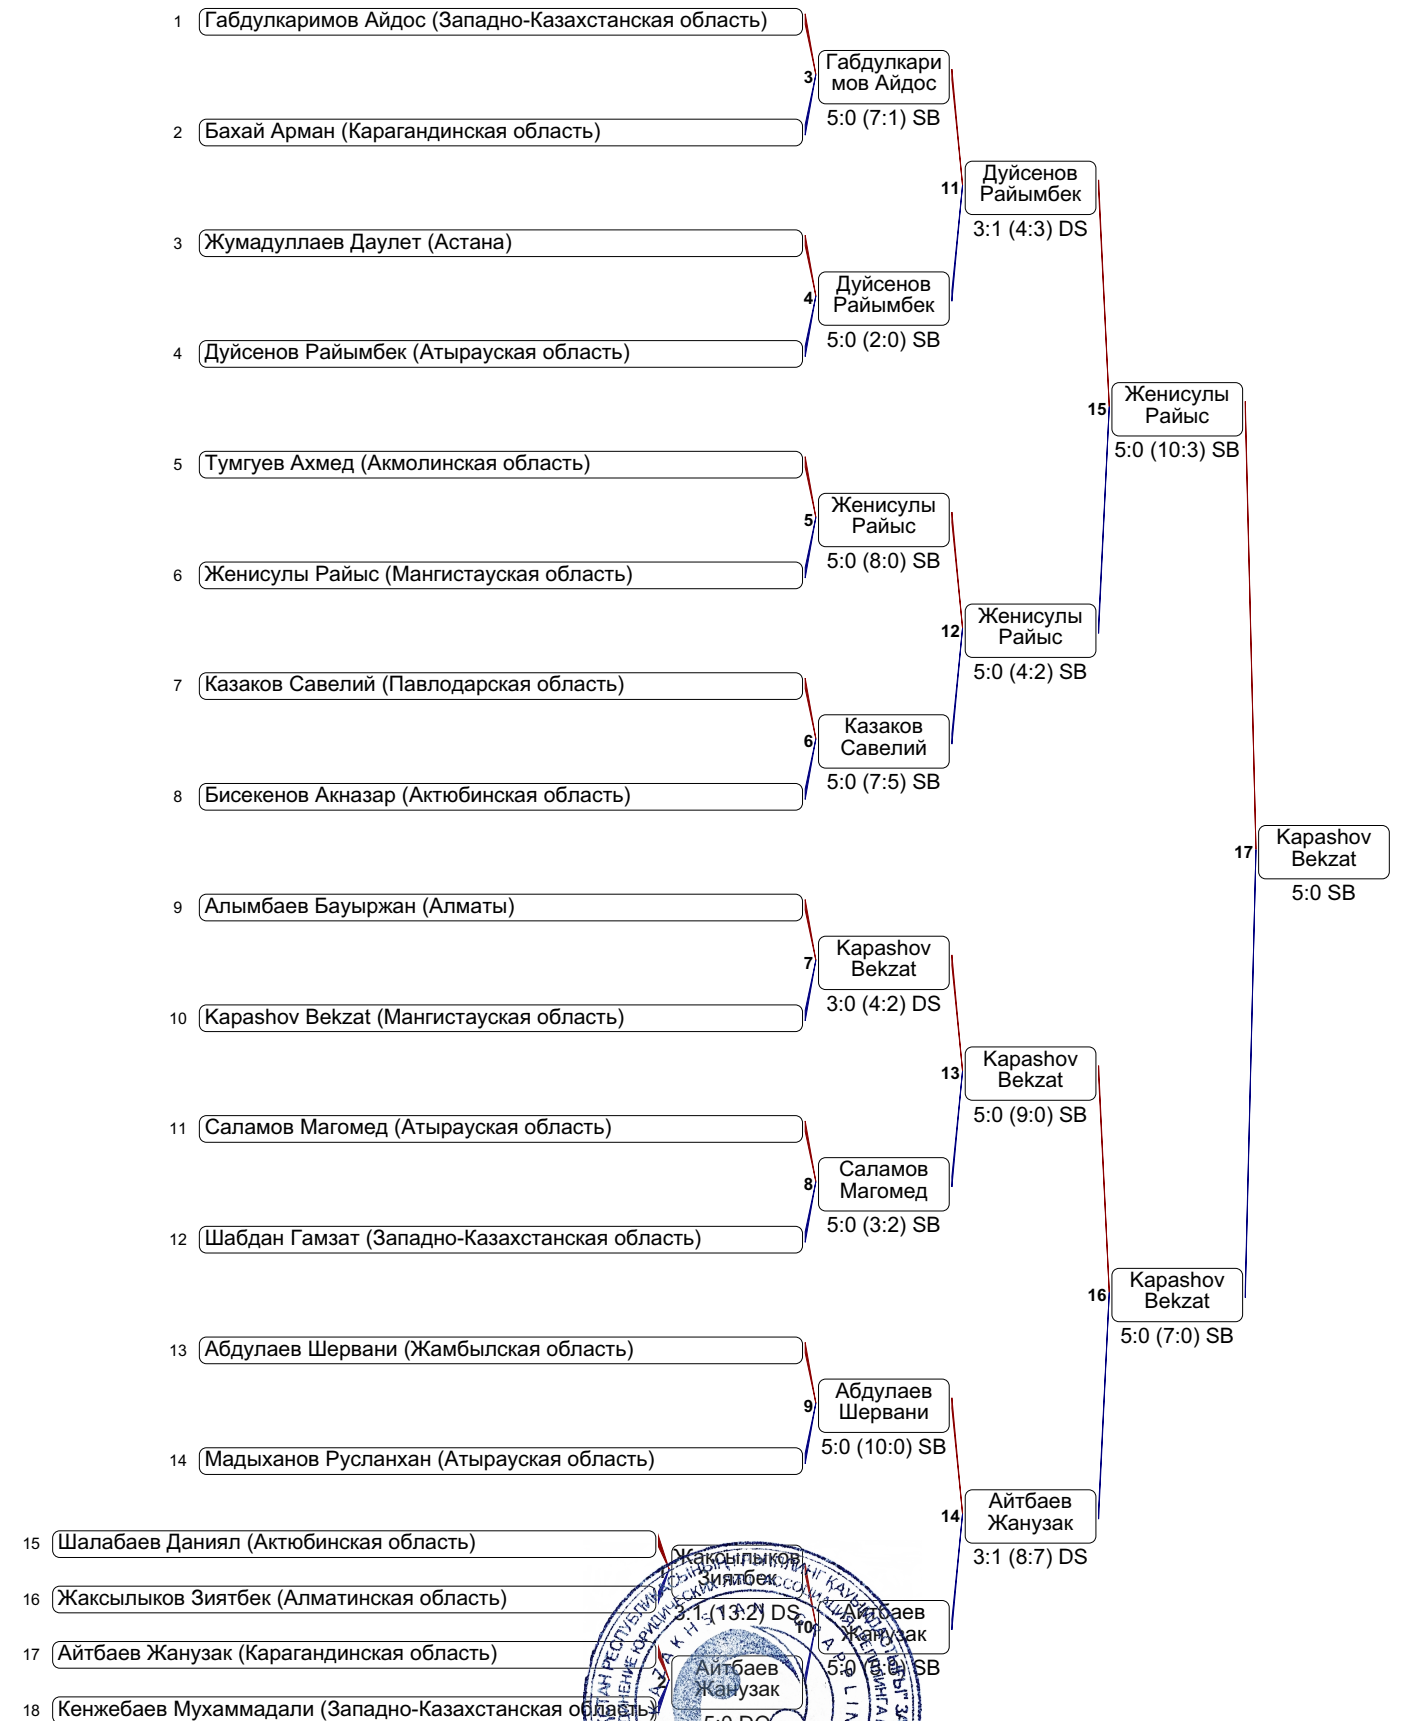 1 Габдулкаримов Айдос (Западно-Казахстанская область)
3 Габдулкари
мов Айдос
5:0 (7:1) SB
2 Бахай Арман (Карагандинская область)
11 Дуйсенов
Райымбек
3:1 (4:3) DS
3 Жумадуллаев Даулет (Астана)
4 Дуйсенов
Райымбек
5:0 (2:0) SB
4 Дуйсенов Райымбек (Атырауская область)
15 Женисулы
Райыс
5:0 (10:3) SB
5 Тумгуев Ахмед (Акмолинская область)
5 Женисулы
Райыс
5:0 (8:0) SB
6 Женисулы Райыс (Мангистауская область)
12 Женисулы
Райыс
5:0 (4:2) SB
7 Казаков Савелий (Павлодарская область)
6 Казаков
Савелий
5:0 (7:5) SB
8 Бисекенов Акназар (Актюбинская область)
17 Kapashov
Bekzat
5:0 SB
9 Алымбаев Бауыржан (Алматы)
7 Kapashov
Bekzat
3:0 (4:2) DS
10 Kapashov Bekzat (Мангистауская область)
13 Kapashov
Bekzat
5:0 (9:0) SB
11 Саламов Магомед (Атырауская область)
8 Саламов
Магомед
5:0 (3:2) SB
12 Шабдан Гамзат (Западно-Казахстанская область)
16 Kapashov
Bekzat
5:0 (7:0) SB
13 Абдулаев Шервани (Жамбылская область)
9 Абдулаев
Шервани
5:0 (10:0) SB
14 Мадыханов Русланхан (Атырауская область)
14 Айтбаев
Жанузак
3:1 (8:7) DS
15 Шалабаев Даниял (Актюбинская область)
Жаксылыков
Зиятбек
3:1 (13:2) DS
16 Жаксылыков Зиятбек (Алматинская область)
10 Айтбаев
Жанузак
5:0 SB
17 Айтбаев Жанузак (Карагандинская область)
2 Айтбаев
Жанузак
18 Кенжебаев Мухаммадали (Западно-Казахстанская область)